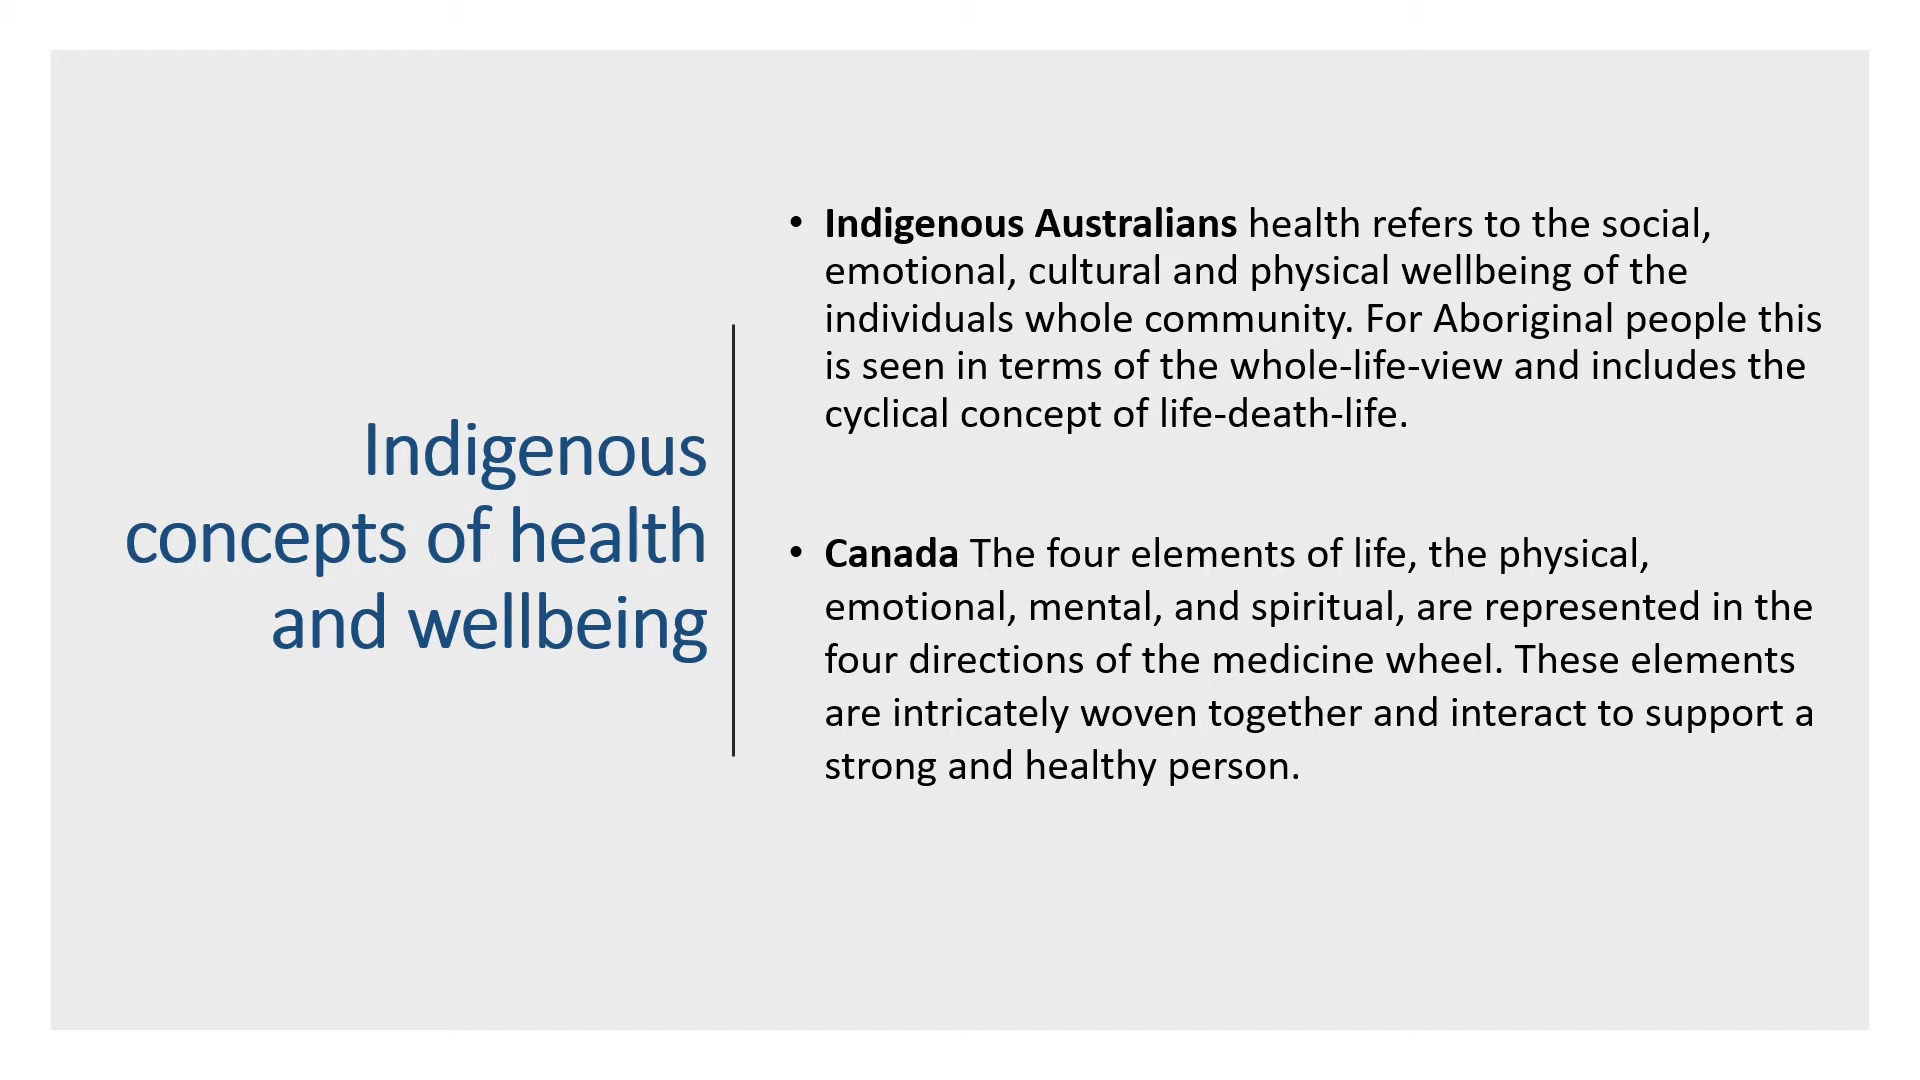 Indigenous
concepts of health
and wellbeing
• Indigenous Australians health refers to the social,
emotional, cultural and physical wellbeing of the
individuals whole community. For Aboriginal people this
is seen in terms of the whole-life-view and includes the
cyclical concept of life-death-life.
• Canada The four elements of life, the physical,
emotional, mental, and spiritual, are represented in the
four directions of the medicine wheel. These elements
are intricately woven together and interact to support a
strong and healthy person.